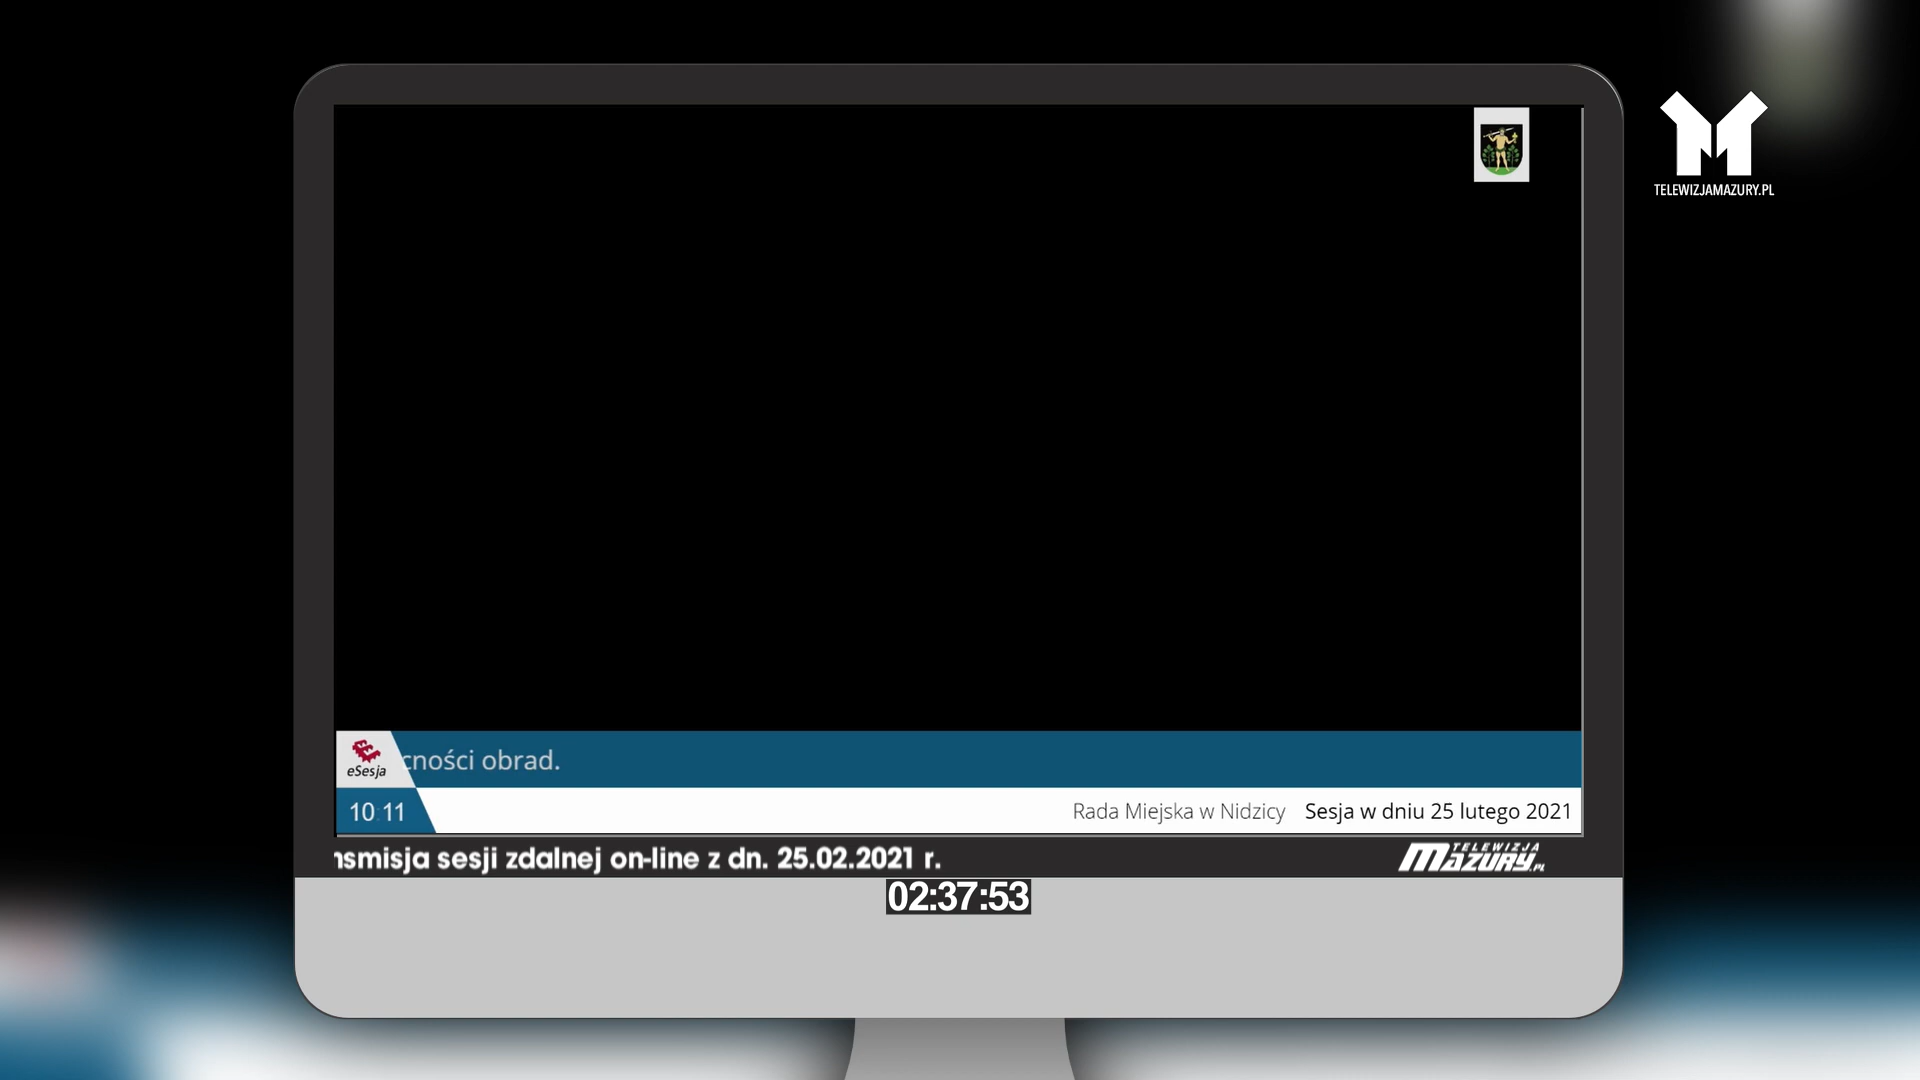 TELEWIZJAMAZURY.PL
cności obrad.
eSesja
10 11
Rada Miejska w Nidzicy Sesja w dniu 25 lutego 2021
nsmisja sesji zdalnej on-line z dn. 25.02.2021 r.
TELEWIZJA
MAZURY.PL
02:37:53